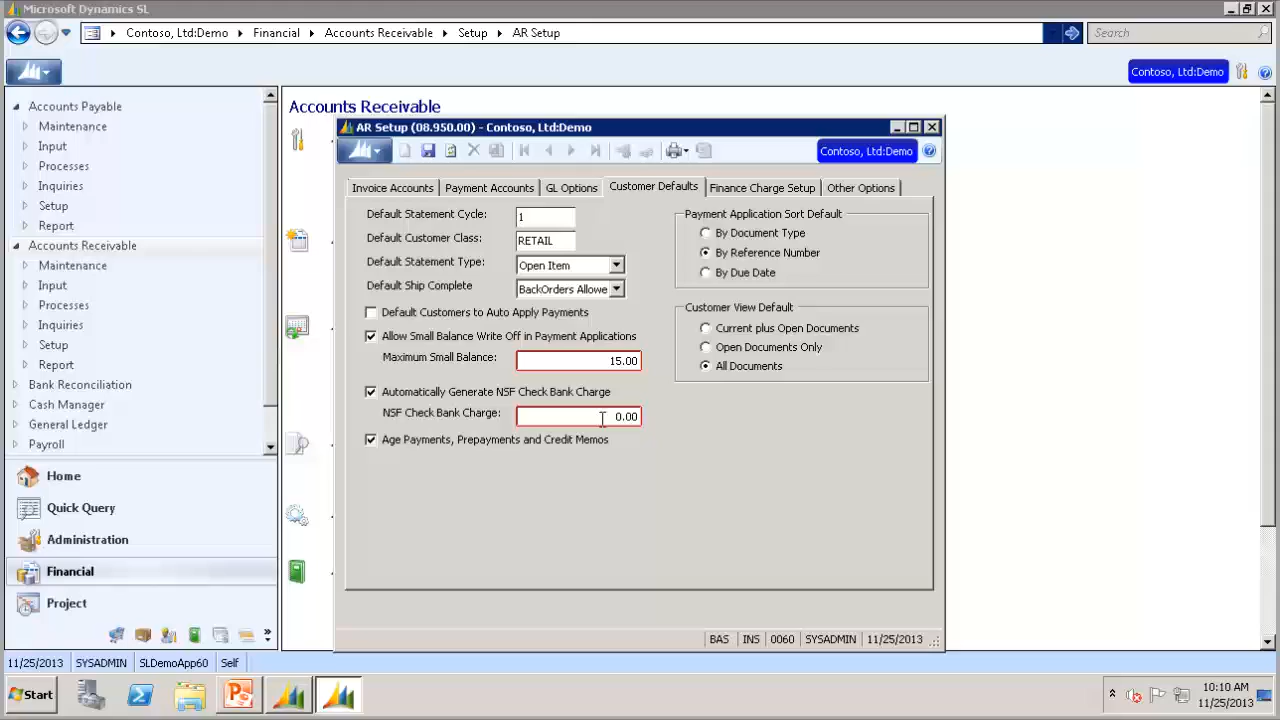 Microsoft Dynamics SL
Contoso, Ltd:Demo
Financial
Accounts Receivable
Setup
AR Setup
Search
Contoso, Ltd:Demo
Accounts Payable
Maintenance
Input
Processes
Inquiries
Setup
Report
Accounts Receivable
Maintenance
Input
Processes
Inquiries
Setup
Report
Bank Reconciliation
Cash Manager
General Ledger
Payroll
Home
Quick Query
Administration
Financial
Project
Accounts Receivable
AR Setup (08.950.00) - Contoso, Ltd:Demo
Contoso, Ltd:Demo
Invoice Accounts
Payment Accounts
GL Options
Customer Defaults
Finance Charge Setup
Other Options
Default Statement Cycle: 1
Default Customer Class: RETAIL
Default Statement Type: Open Item
Default Ship Complete BackOrders Allowe
Default Customers to Auto Apply Payments
Allow Small Balance Write Off in Payment Applications
Maximum Small Balance: 15.00
Automatically Generate NSF Check Bank Charge
NSF Check Bank Charge: 0.00
Age Payments, Prepayments and Credit Memos
Payment Application Sort Default
By Document Type
By Reference Number
By Due Date
Customer View Default
Current plus Open Documents
Open Documents Only
All Documents
BAS INS 0060 SYSADMIN 11/25/2013
11/25/2013 SYSADMIN SLDemoApp60 Self
Start
10:10 AM
11/25/2013